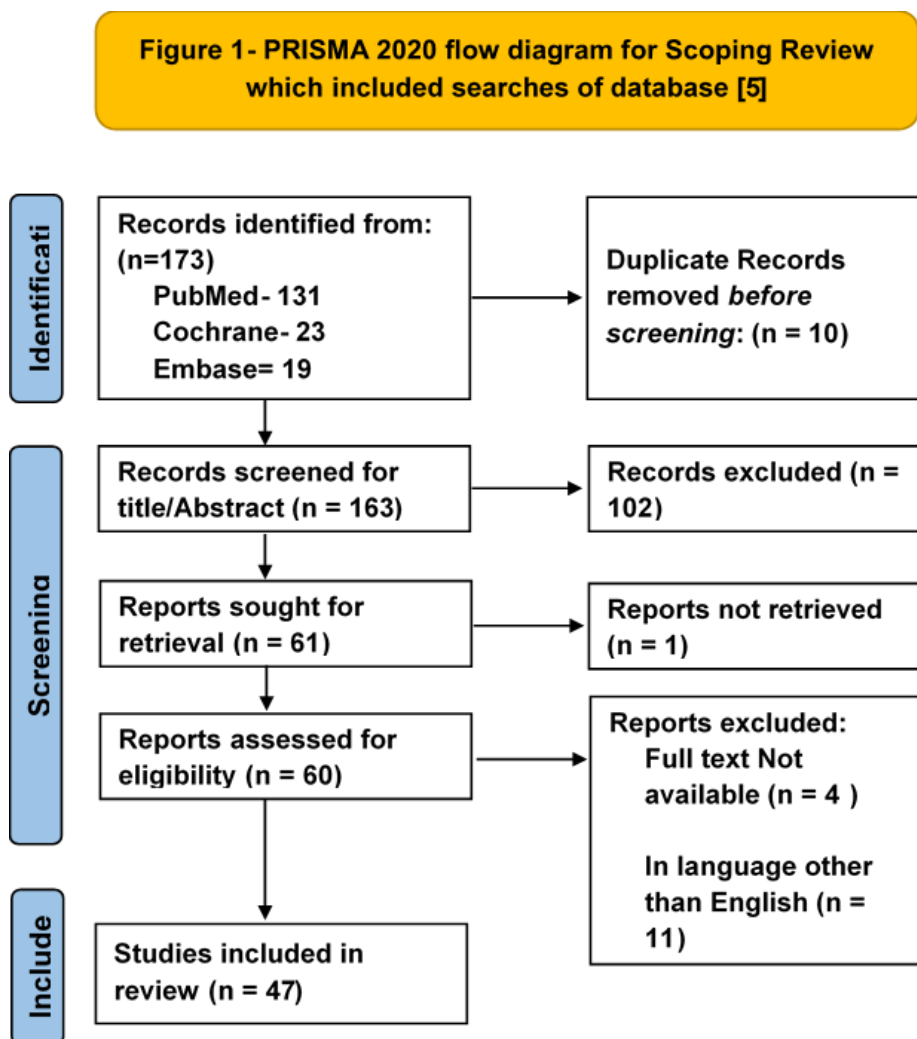 Figure 1- PRISMA 2020 flow diagram for Scoping Review
which included searches of database [5]
Identificati
Records identified from:
(n=173)
PubMed- 131
Cochrane- 23
Embase= 19
Duplicate Records
removed before
screening: (n = 10)
Screening
Records screened for
title/Abstract (n = 163)
Records excluded (n =
102)
Reports sought for
retrieval (n = 61)
Reports not retrieved
(n = 1)
Reports assessed for
eligibility (n = 60)
Reports excluded:
Full text Not
available (n = 4 )
In language other
than English (n =
11)
Include
Studies included in
review (n = 47)